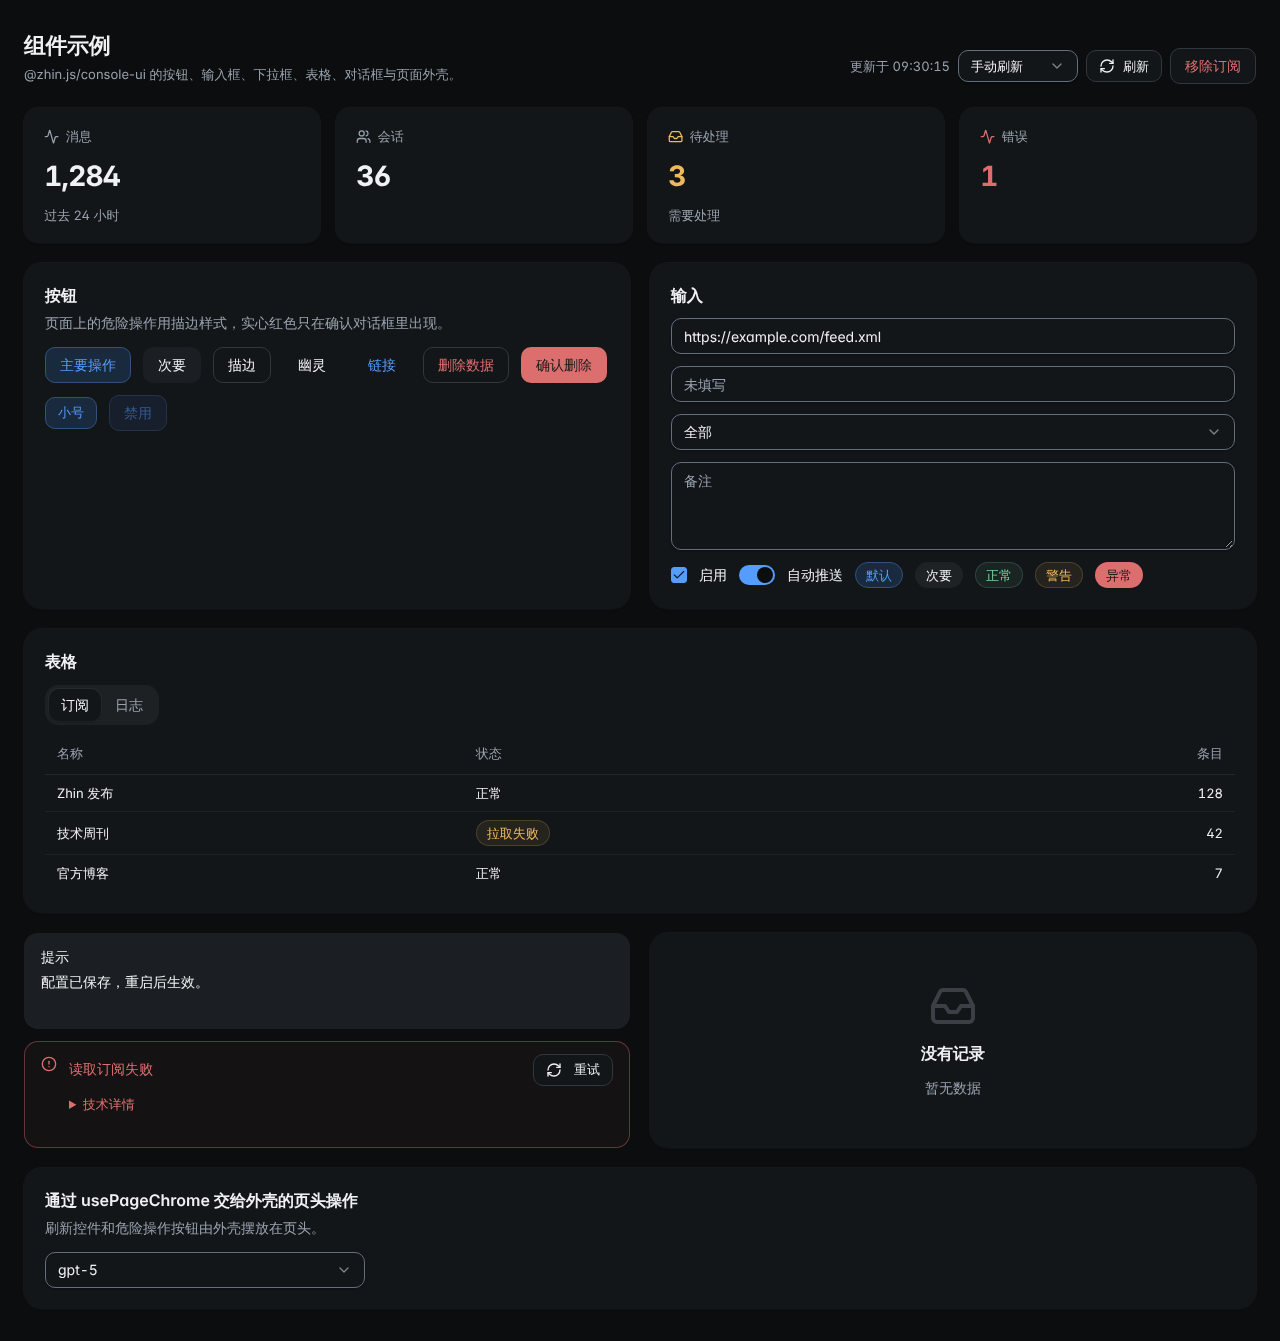 组件示例
@zhin.js/console-ui 的按钮、输入框、下拉框、表格、对话框与页面外壳。
更新于 09:30:15
手动刷新
刷新
移除订阅
消息
1,284
过去 24 小时
会话
36
待处理
3
需要处理
错误
1
按钮
页面上的危险操作用描边样式，实心红色只在确认对话框里出现。
主要操作 次要 描边 幽灵 链接 删除数据 确认删除
小号 禁用
输入
https://example.com/feed.xml
未填写
全部
备注
启用 自动推送 默认 次要 正常 警告 异常
表格
订阅 日志
名称 状态 条目
Zhin 发布 正常 128
技术周刊 拉取失败 42
官方博客 正常 7
提示
配置已保存，重启后生效。
读取订阅失败
重试
技术详情
没有记录
暂无数据
通过 usePageChrome 交给外壳的页头操作
刷新控件和危险操作按钮由外壳摆放在页头。
gpt-5